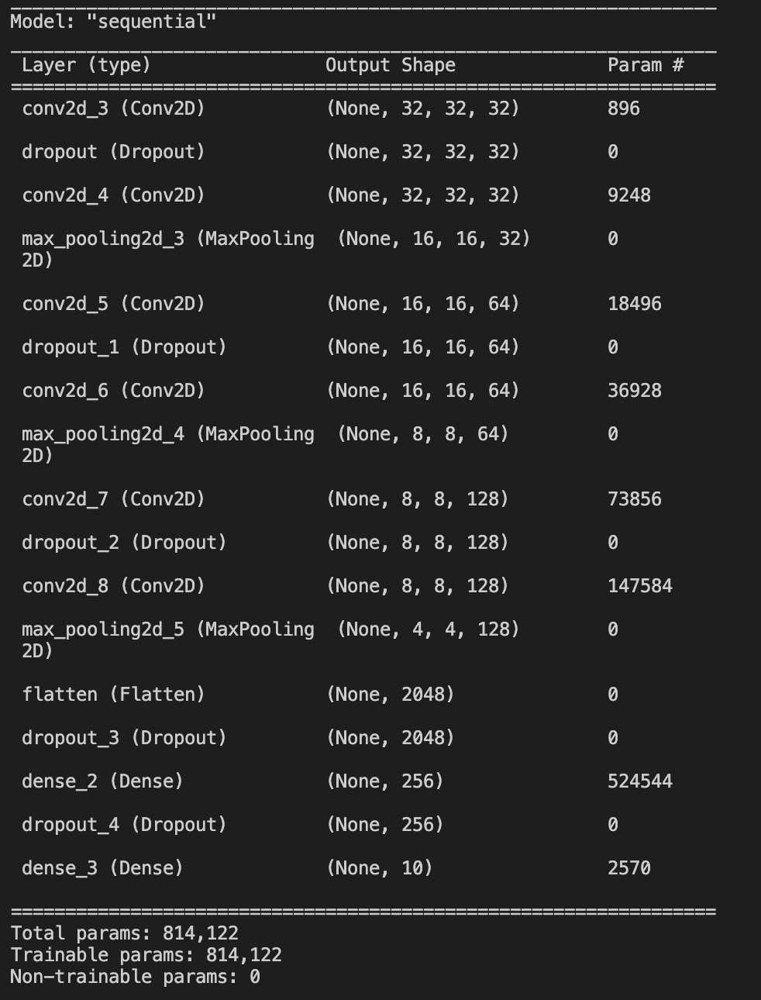 Model: "sequential"
Layer (type) Output Shape Param #
conv2d_3 (Conv2D) (None, 32, 32, 32) 896
dropout (Dropout) (None, 32, 32, 32) 0
conv2d_4 (Conv2D) (None, 32, 32, 32) 9248
max_pooling2d_3 (MaxPooling (None, 16, 16, 32) 0
2D)
conv2d_5 (Conv2D) (None, 16, 16, 64) 18496
dropout_1 (Dropout) (None, 16, 16, 64) 0
conv2d_6 (Conv2D) (None, 16, 16, 64) 36928
max_pooling2d_4 (MaxPooling (None, 8, 8, 64) 0
2D)
conv2d_7 (Conv2D) (None, 8, 8, 128) 73856
dropout_2 (Dropout) (None, 8, 8, 128) 0
conv2d_8 (Conv2D) (None, 8, 8, 128) 147584
max_pooling2d_5 (MaxPooling (None, 4, 4, 128) 0
2D)
flatten (Flatten) (None, 2048) 0
dropout_3 (Dropout) (None, 2048) 0
dense_2 (Dense) (None, 256) 524544
dropout_4 (Dropout) (None, 256) 0
dense_3 (Dense) (None, 10) 2570
Total params: 814,122
Trainable params: 814,122
Non-trainable params: 0